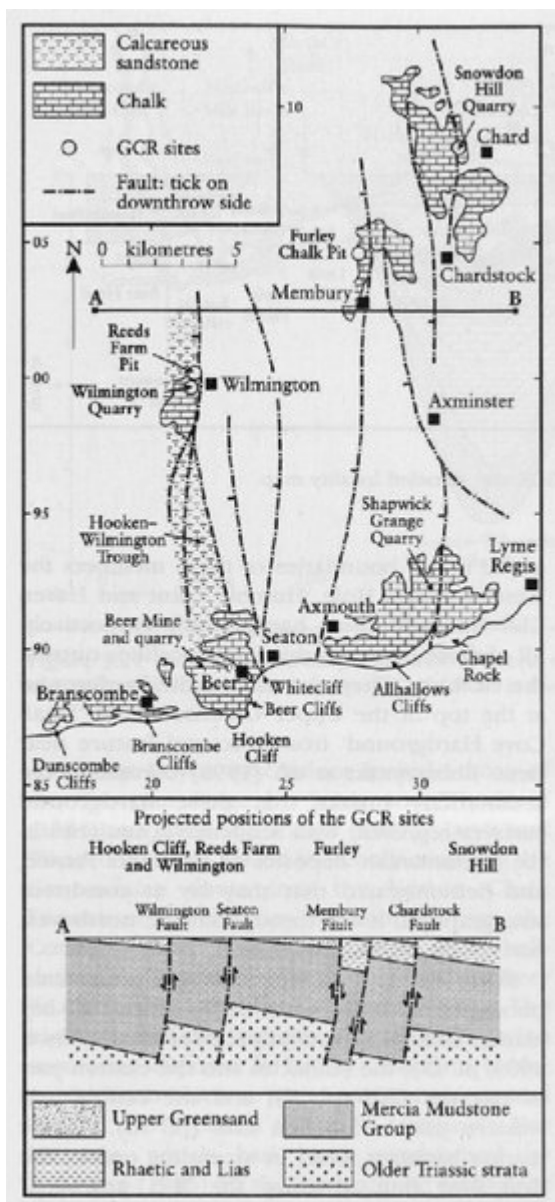 Calcareous
sandstone
Chalk
GCR sites
Fault: tick on
downthrow side
10
Snowdon
Hill
Quarry
Chard
05
N
0 kilometres 5
Furley
Chalk Pit
Membury
Chardstock
A
B
Reeds
Farm
Pit
00
Wilmington
Wilmington
Quarry
Axminster
95
Hooken–
Wilmington
Trough
Shapwick
Grange
Quarry
Lyme
Regis
Beer Mine
and quarry
Axmouth
Seaton
90
Chapel
Rock
Beer
Whitecliff
Allhallows
Cliffs
Branscombe
Beer Cliffs
Hooken
Cliff
Branscombe
Cliffs
Dunscombe
Cliffs
85
20
25
30
Projected positions of the GCR sites
Hooken Cliff, Reeds Farm
and Wilmington
Furley
Snowdon
Hill
A
Wilmington
Fault
Seaton
Fault
Membury
Fault
Chardstock
Fault
B
Upper Greensand
Mercia Mudstone
Group
Rhaetic and Lias
Older Triassic strata